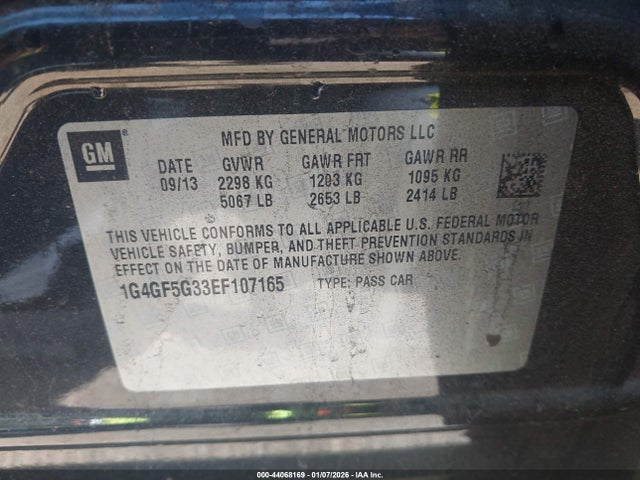 GM
MFD BY GENERAL MOTORS LLC
DATE GVWR GAWR FRT GAWR RR
09/13 2298 KG 1203 KG 1095 KG
5067 LB 2653 LB 2414 LB
THIS VEHICLE CONFORMS TO ALL APPLICABLE U.S. FEDERAL MOTOR
VEHICLE SAFETY, BUMPER, AND THEFT PREVENTION STANDARDS IN
EFFECT ON THE DATE OF MANUFACTURE SHOWN ABOVE.
1G4GF5G33EF107165 TYPE: PASS CAR
000-44068169 | 01/07/2026 - IAA Inc.